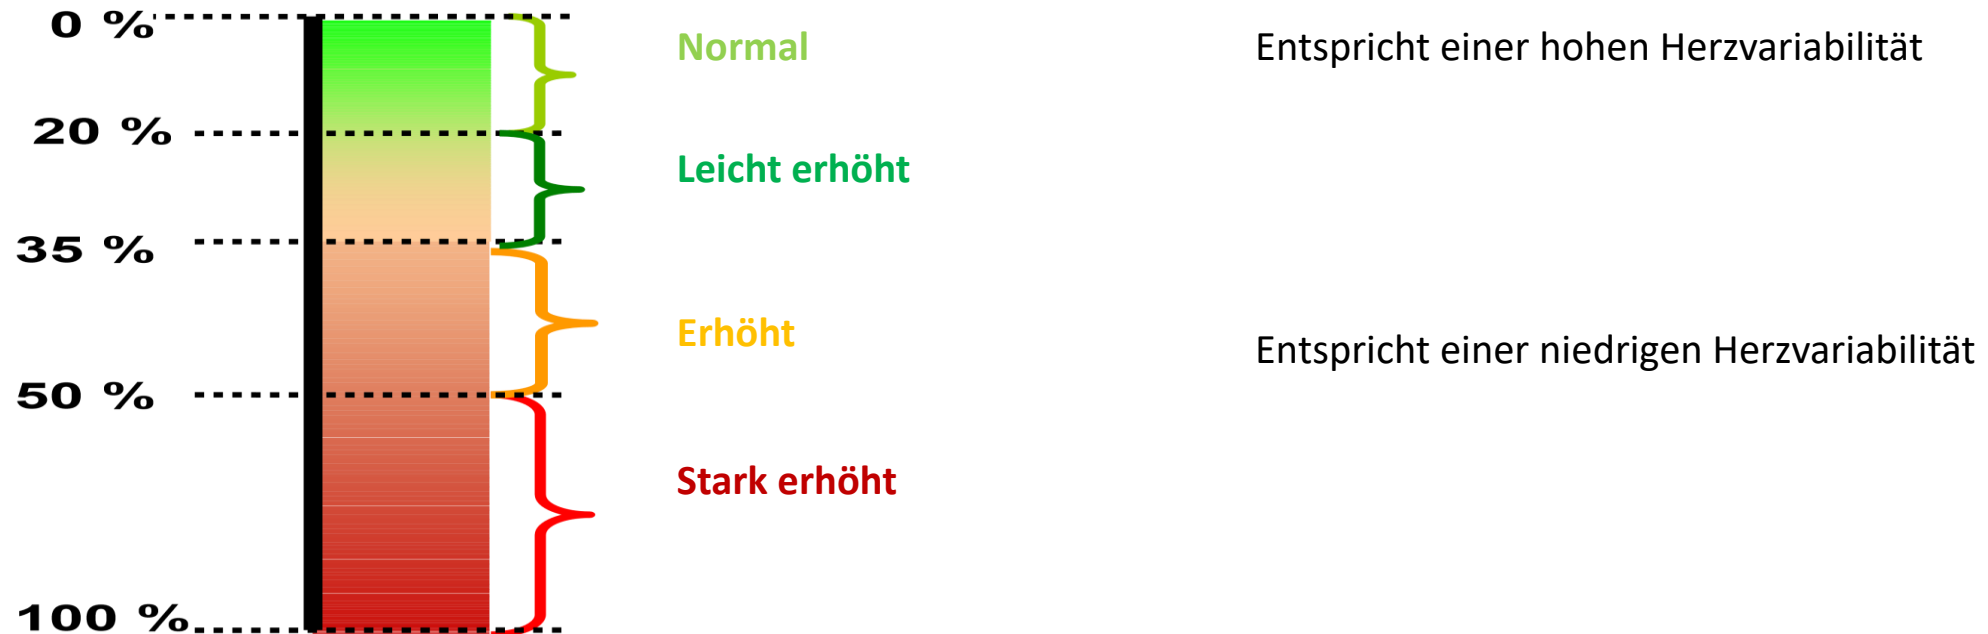 0 %
Normal
Entspricht einer hohen Herzvariabilität
20 %
Leicht erhöht
35 %
Erhöht
Entspricht einer niedrigen Herzvariabilität
50 %
Stark erhöht
100 %